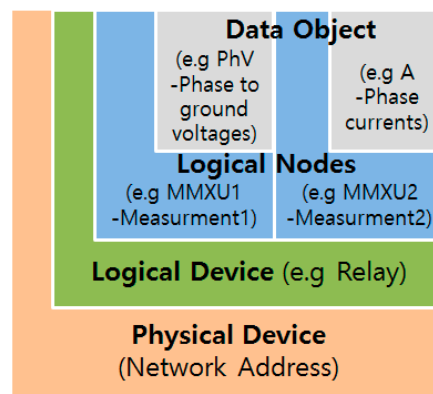 Data Object
(e.g PhV
-Phase to
ground
voltages)
(e.g A
-Phase
currents)
Logical Nodes
(e.g MMXU1
-Measurment1)
(e.g MMXU2
-Measurment2)
Logical Device (e.g Relay)
Physical Device
(Network Address)